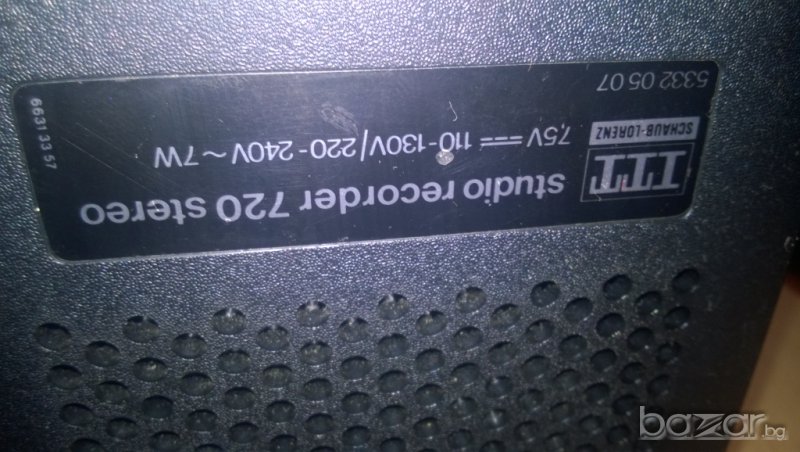 ITT
SCHAUB-LORENZ
studio recorder 720 stereo
7,5V 110-130V/220-240V ~ 7W
5332 05 07
6631 33 57
bazar.bg